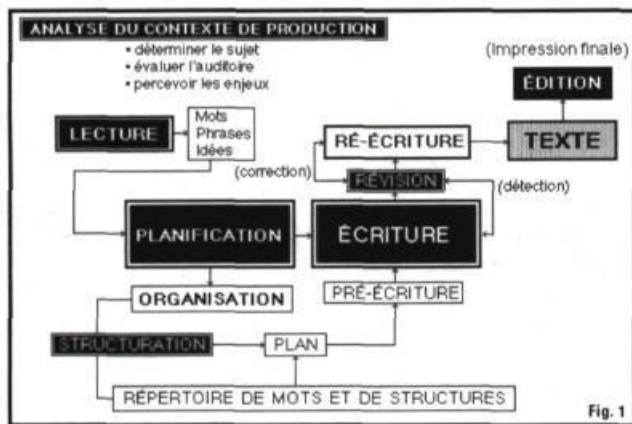 ANALYSE DU CONTEXTE DE PRODUCTION
• déterminer le sujet
• évaluer l'auditoire
• percevoir les enjeux
(Impression finale)
ÉDITION
LECTURE
Mots
Phrases
Idées
RÉ-ÉCRITURE
TEXTE
(correction)
RÉVISION
(détection)
PLANIFICATION
ÉCRITURE
ORGANISATION
PRÉ-ÉCRITURE
STRUCTURATION
PLAN
RÉPERTOIRE DE MOTS ET DE STRUCTURES
Fig. 1